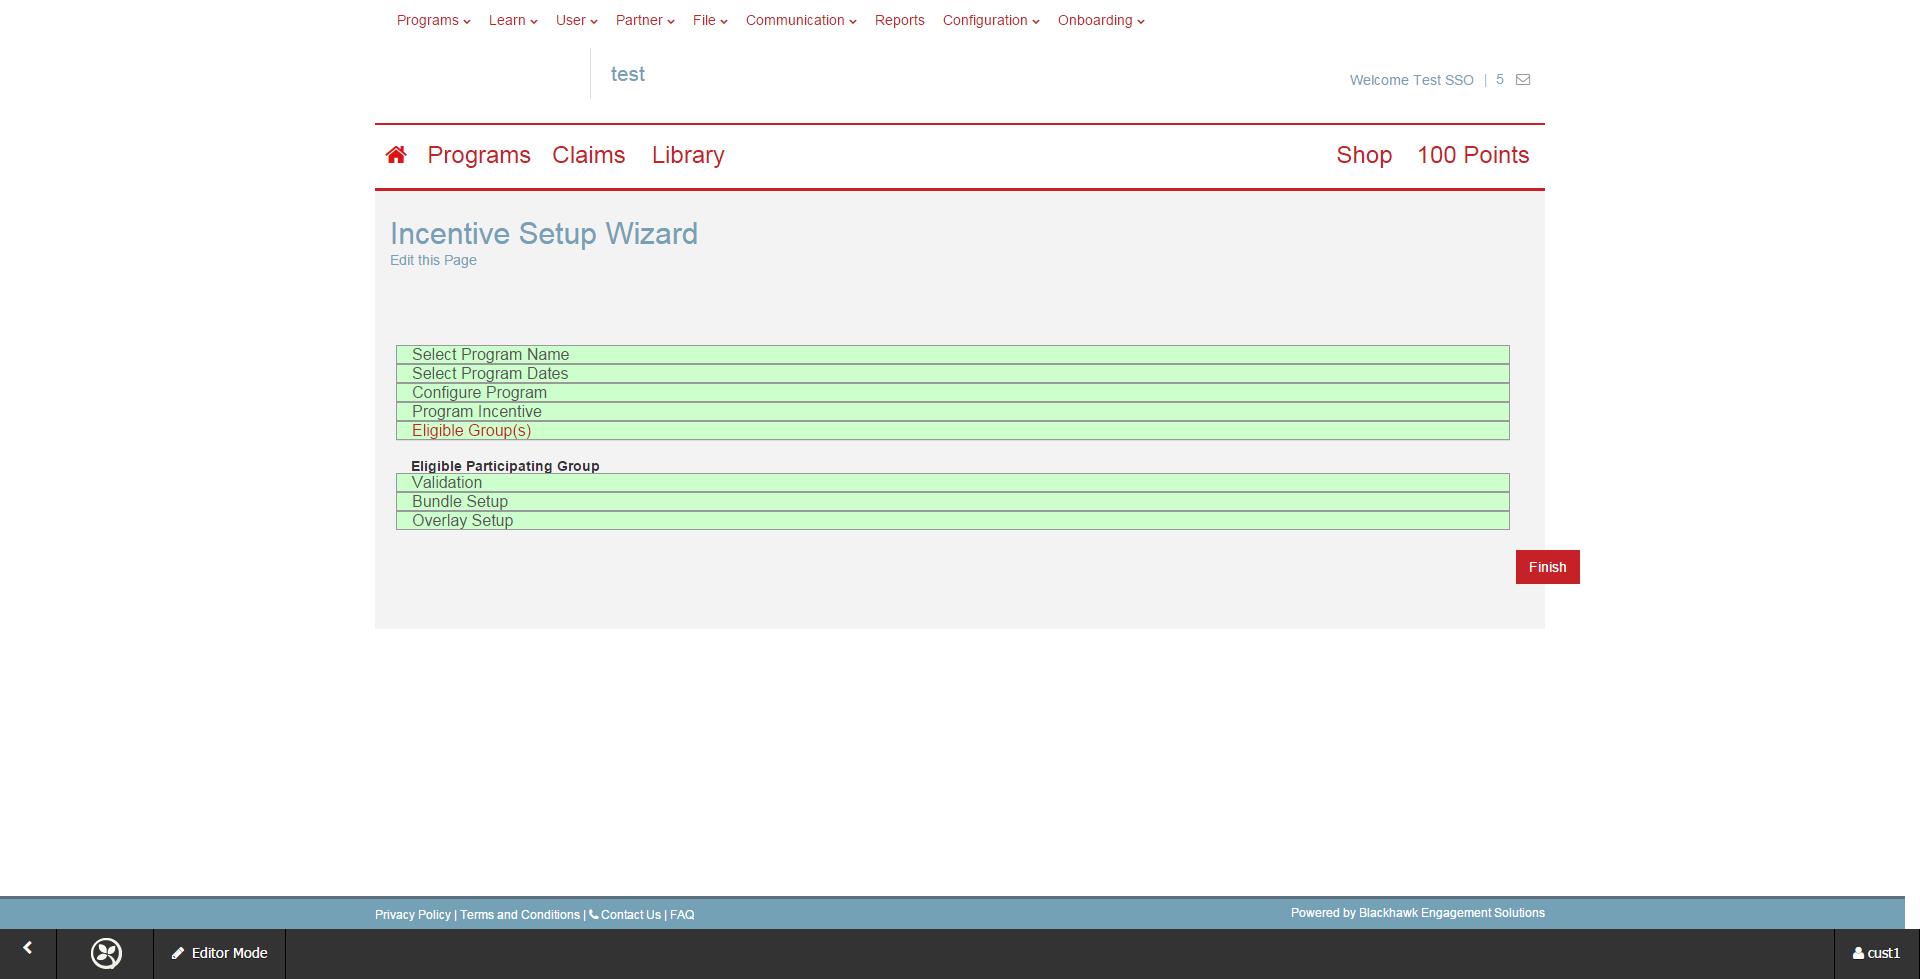 Programs Learn User Partner File Communication Reports Configuration Onboarding
test
Welcome Test SSO | 5
Programs Claims Library Shop 100 Points
Incentive Setup Wizard
Edit this Page
Select Program Name
Select Program Dates
Configure Program
Program Incentive
Eligible Group(s)
Eligible Participating Group
Validation
Bundle Setup
Overlay Setup
Finish
Privacy Policy | Terms and Conditions | Contact Us | FAQ
Powered by Blackhawk Engagement Solutions
Editor Mode
cust1